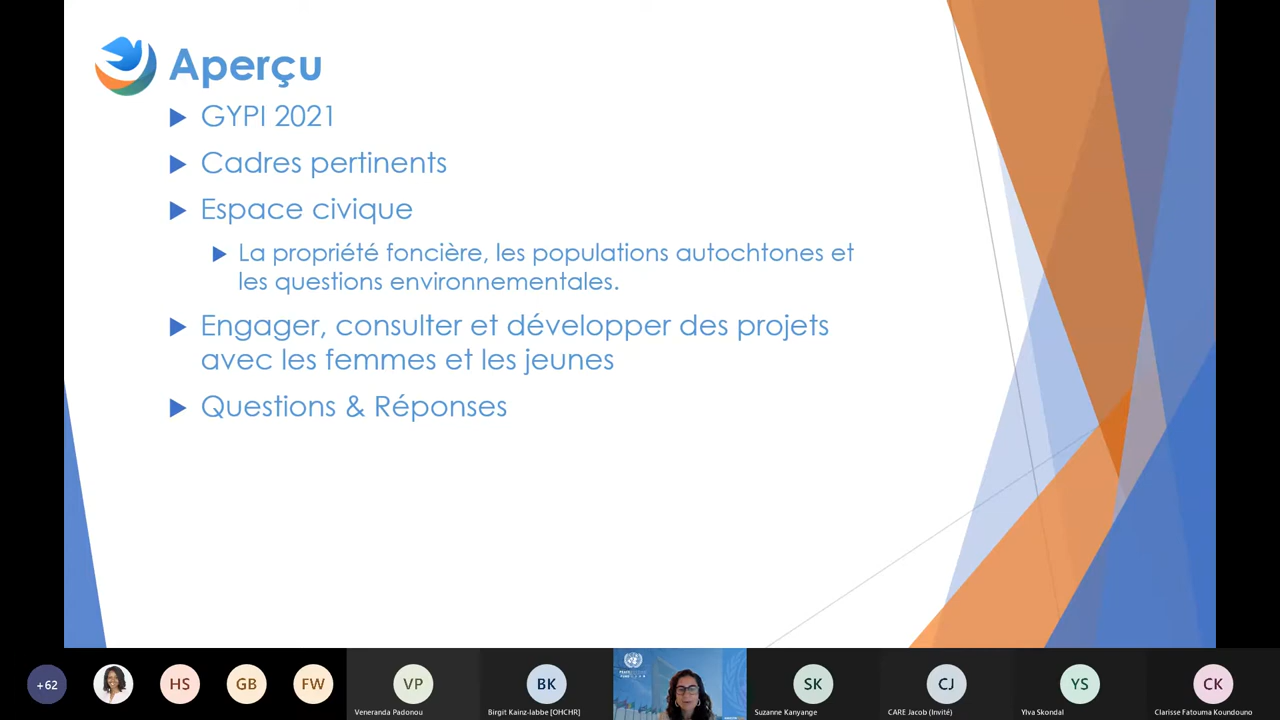 Aperçu
GYPI 2021
Cadres pertinents
Espace civique
La propriété foncière, les populations autochtones et
les questions environnementales.
Engager, consulter et développer des projets
avec les femmes et les jeunes
Questions & Réponses
+62
HS
GB
FW
VP
BK
SK
CJ
YS
CK
Veneranda Padonou
Birgit Kainz-labbe [OHCHR]
Suzanne Kanyange
CARE Jacob (Invité)
Ylva Skondal
Clarisse Fatouma Koundouno